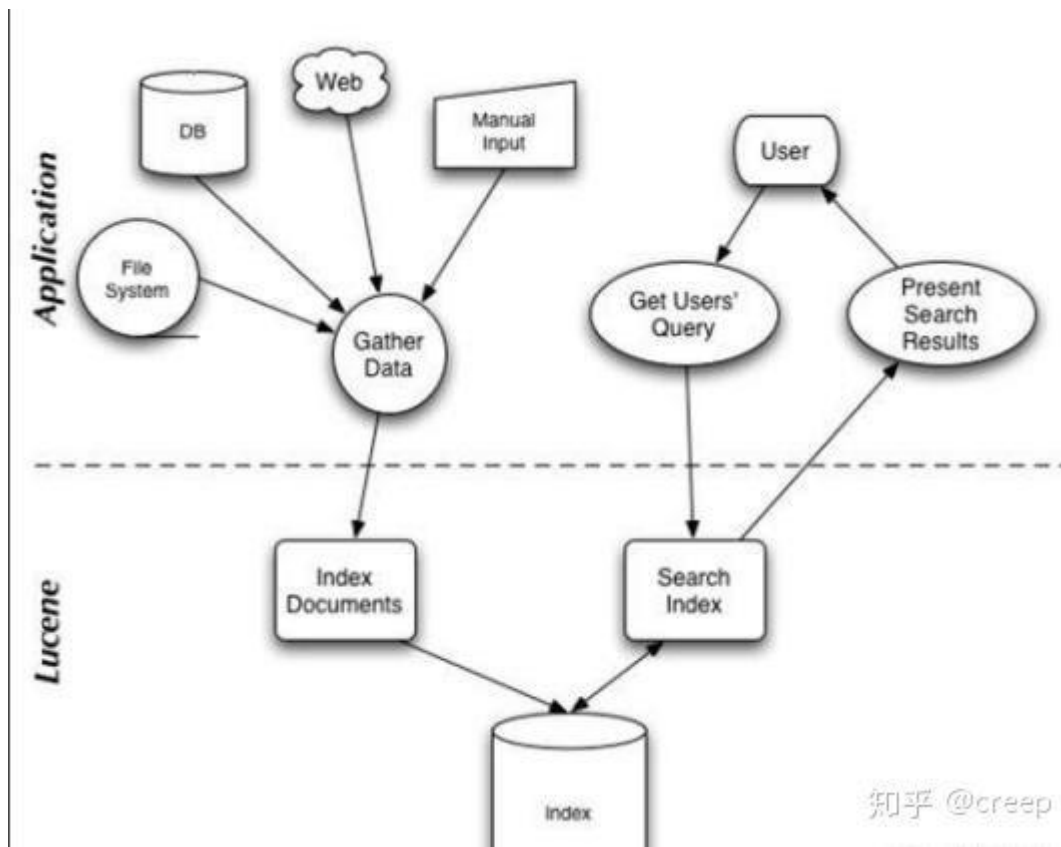 Application
DB
Web
Manual
Input
User
File
System
Gather
Data
Get Users'
Query
Present
Search
Results
Lucene
Index
Documents
Search
Index
Index
知乎 @creep